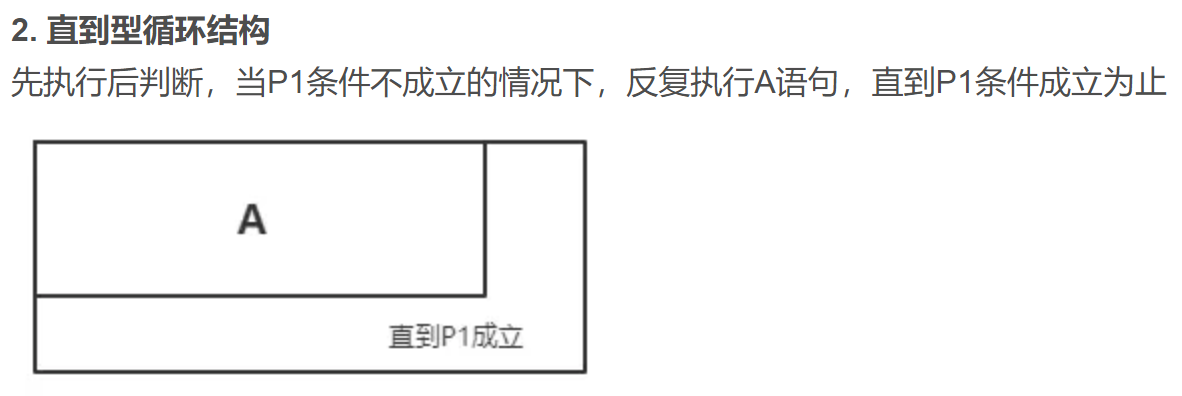 2. 直到型循环结构
先执行后判断，当P1条件不成立的情况下，反复执行A语句，直到P1条件成立为止
A
直到P1成立